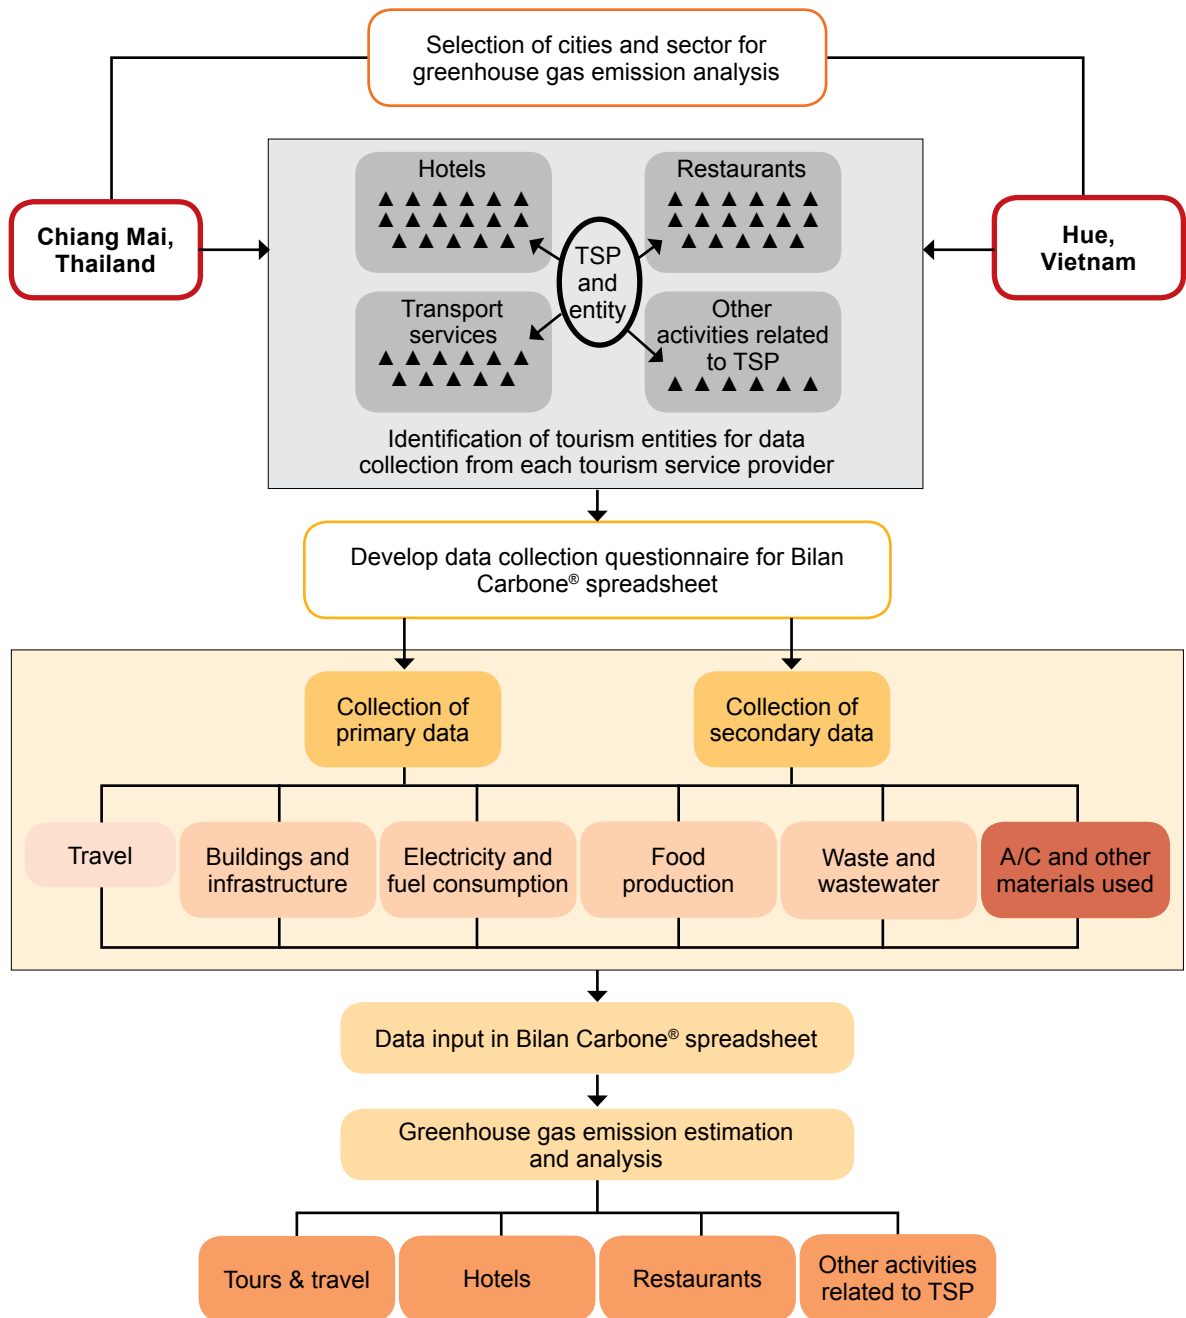 Selection of cities and sector for
greenhouse gas emission analysis
Hotels
Restaurants
Chiang Mai,
Thailand
TSP
and
entity
Hue,
Vietnam
Transport
services
Other
activities related
to TSP
Identification of tourism entities for data
collection from each tourism service provider
Develop data collection questionnaire for Bilan
Carbone® spreadsheet
Collection of
primary data
Collection of
secondary data
Travel
Buildings and
infrastructure
Electricity and
fuel consumption
Food
production
Waste and
wastewater
A/C and other
materials used
Data input in Bilan Carbone® spreadsheet
Greenhouse gas emission estimation
and analysis
Tours & travel
Hotels
Restaurants
Other activities
related to TSP